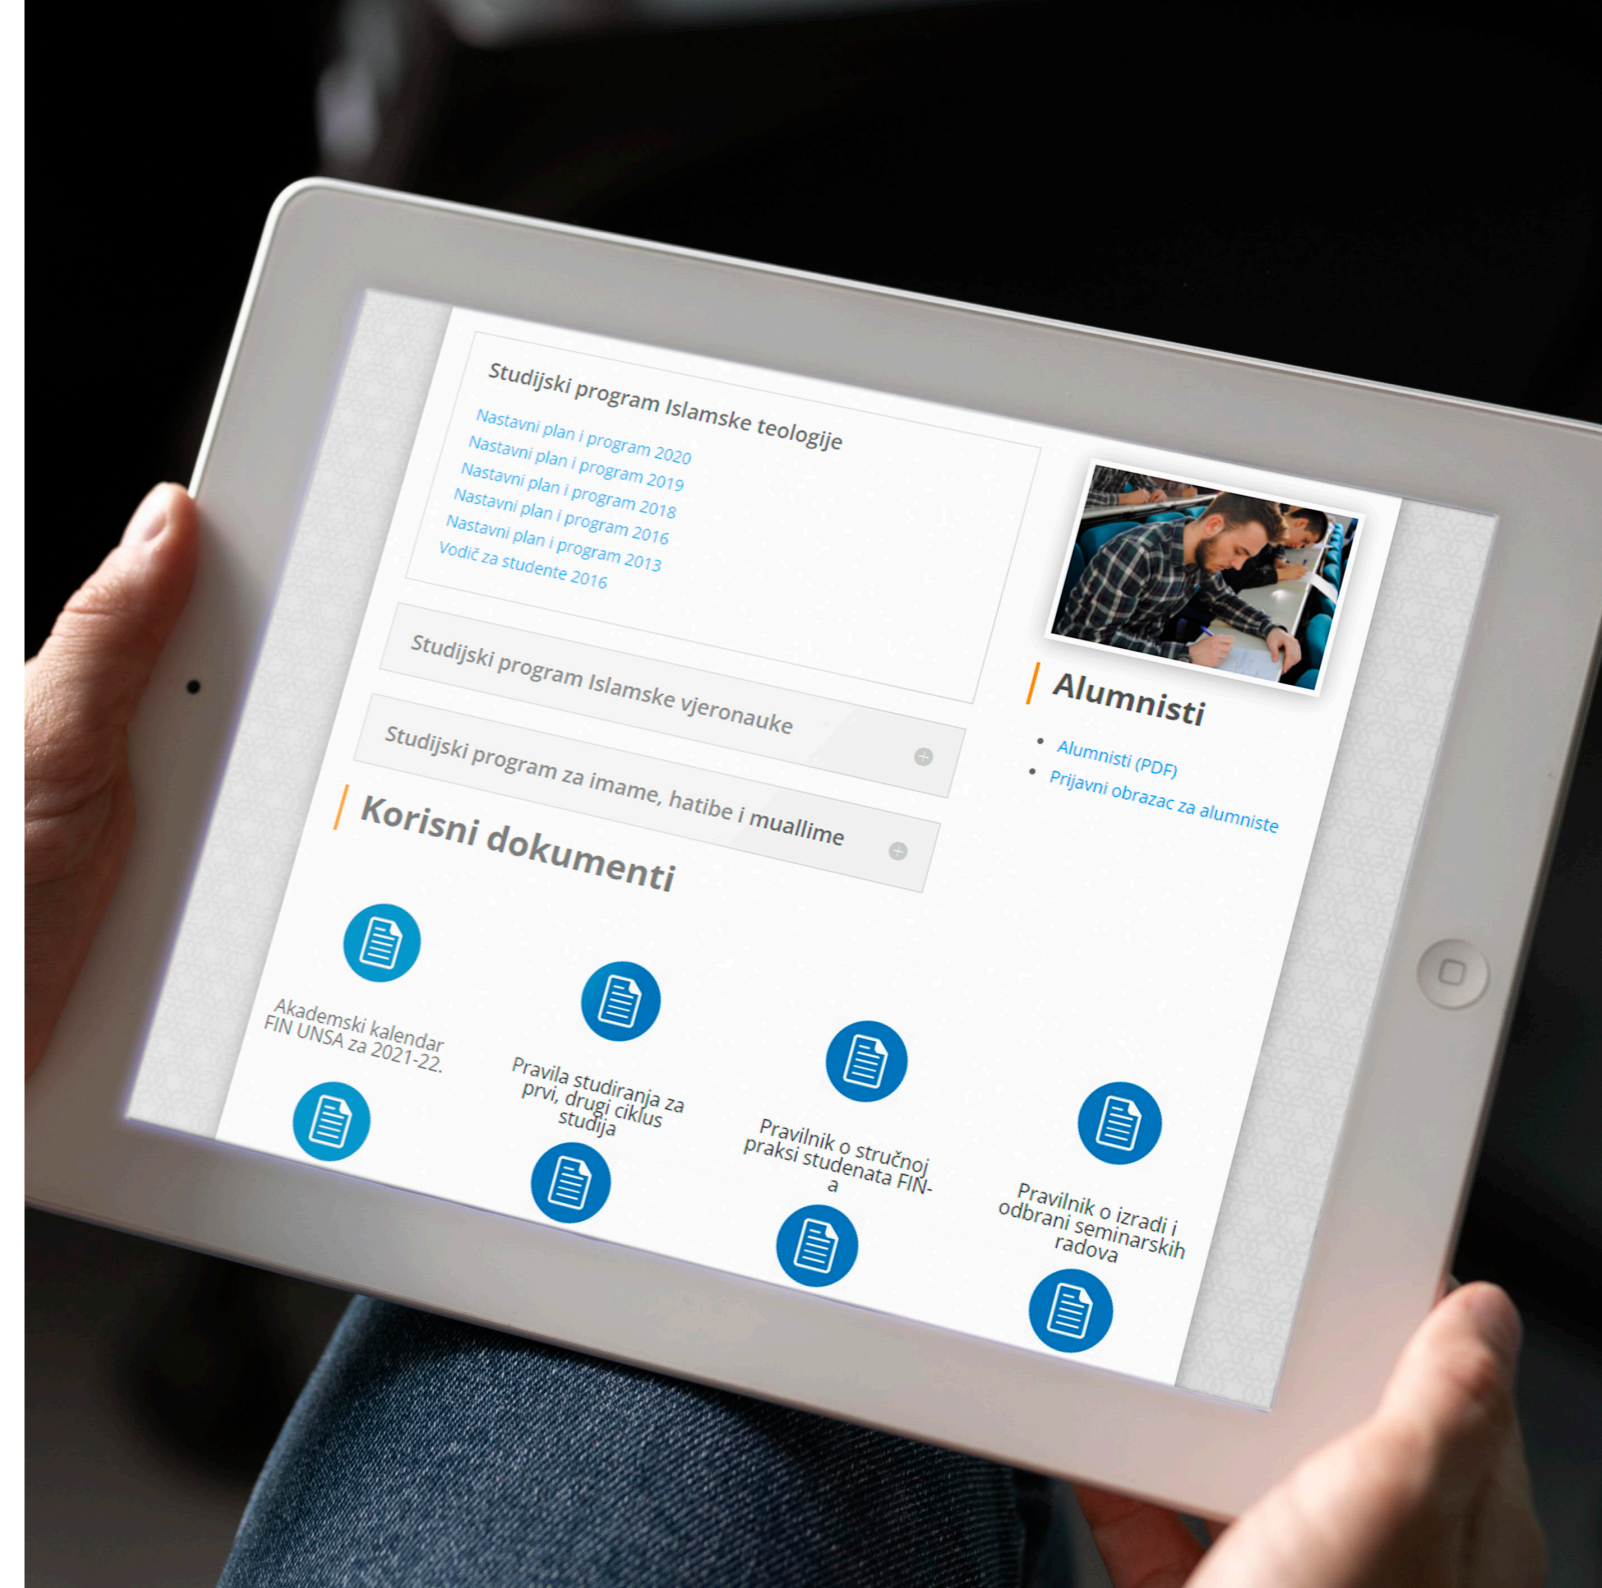 Studijski program Islamske teologije
Nastavni plan i program 2020
Nastavni plan i program 2019
Nastavni plan i program 2018
Nastavni plan i program 2016
Nastavni plan i program 2013
Vodič za studente 2016
Studijski program Islamske vjeronauke
Studijski program za imame, hatibe i muallime
Alumnisti
Alumnisti (PDF)
Prijavni obrazac za alumniste
Korisni dokumenti
Akademski kalendar
FIN UNSA za 2021-22.
Pravila studiranja za
prvi, drugi ciklus
studija
Pravilnik o stručnoj
praksi studenata FIN-
a
Pravilnik o izradi i
odbrani seminarskih
radova